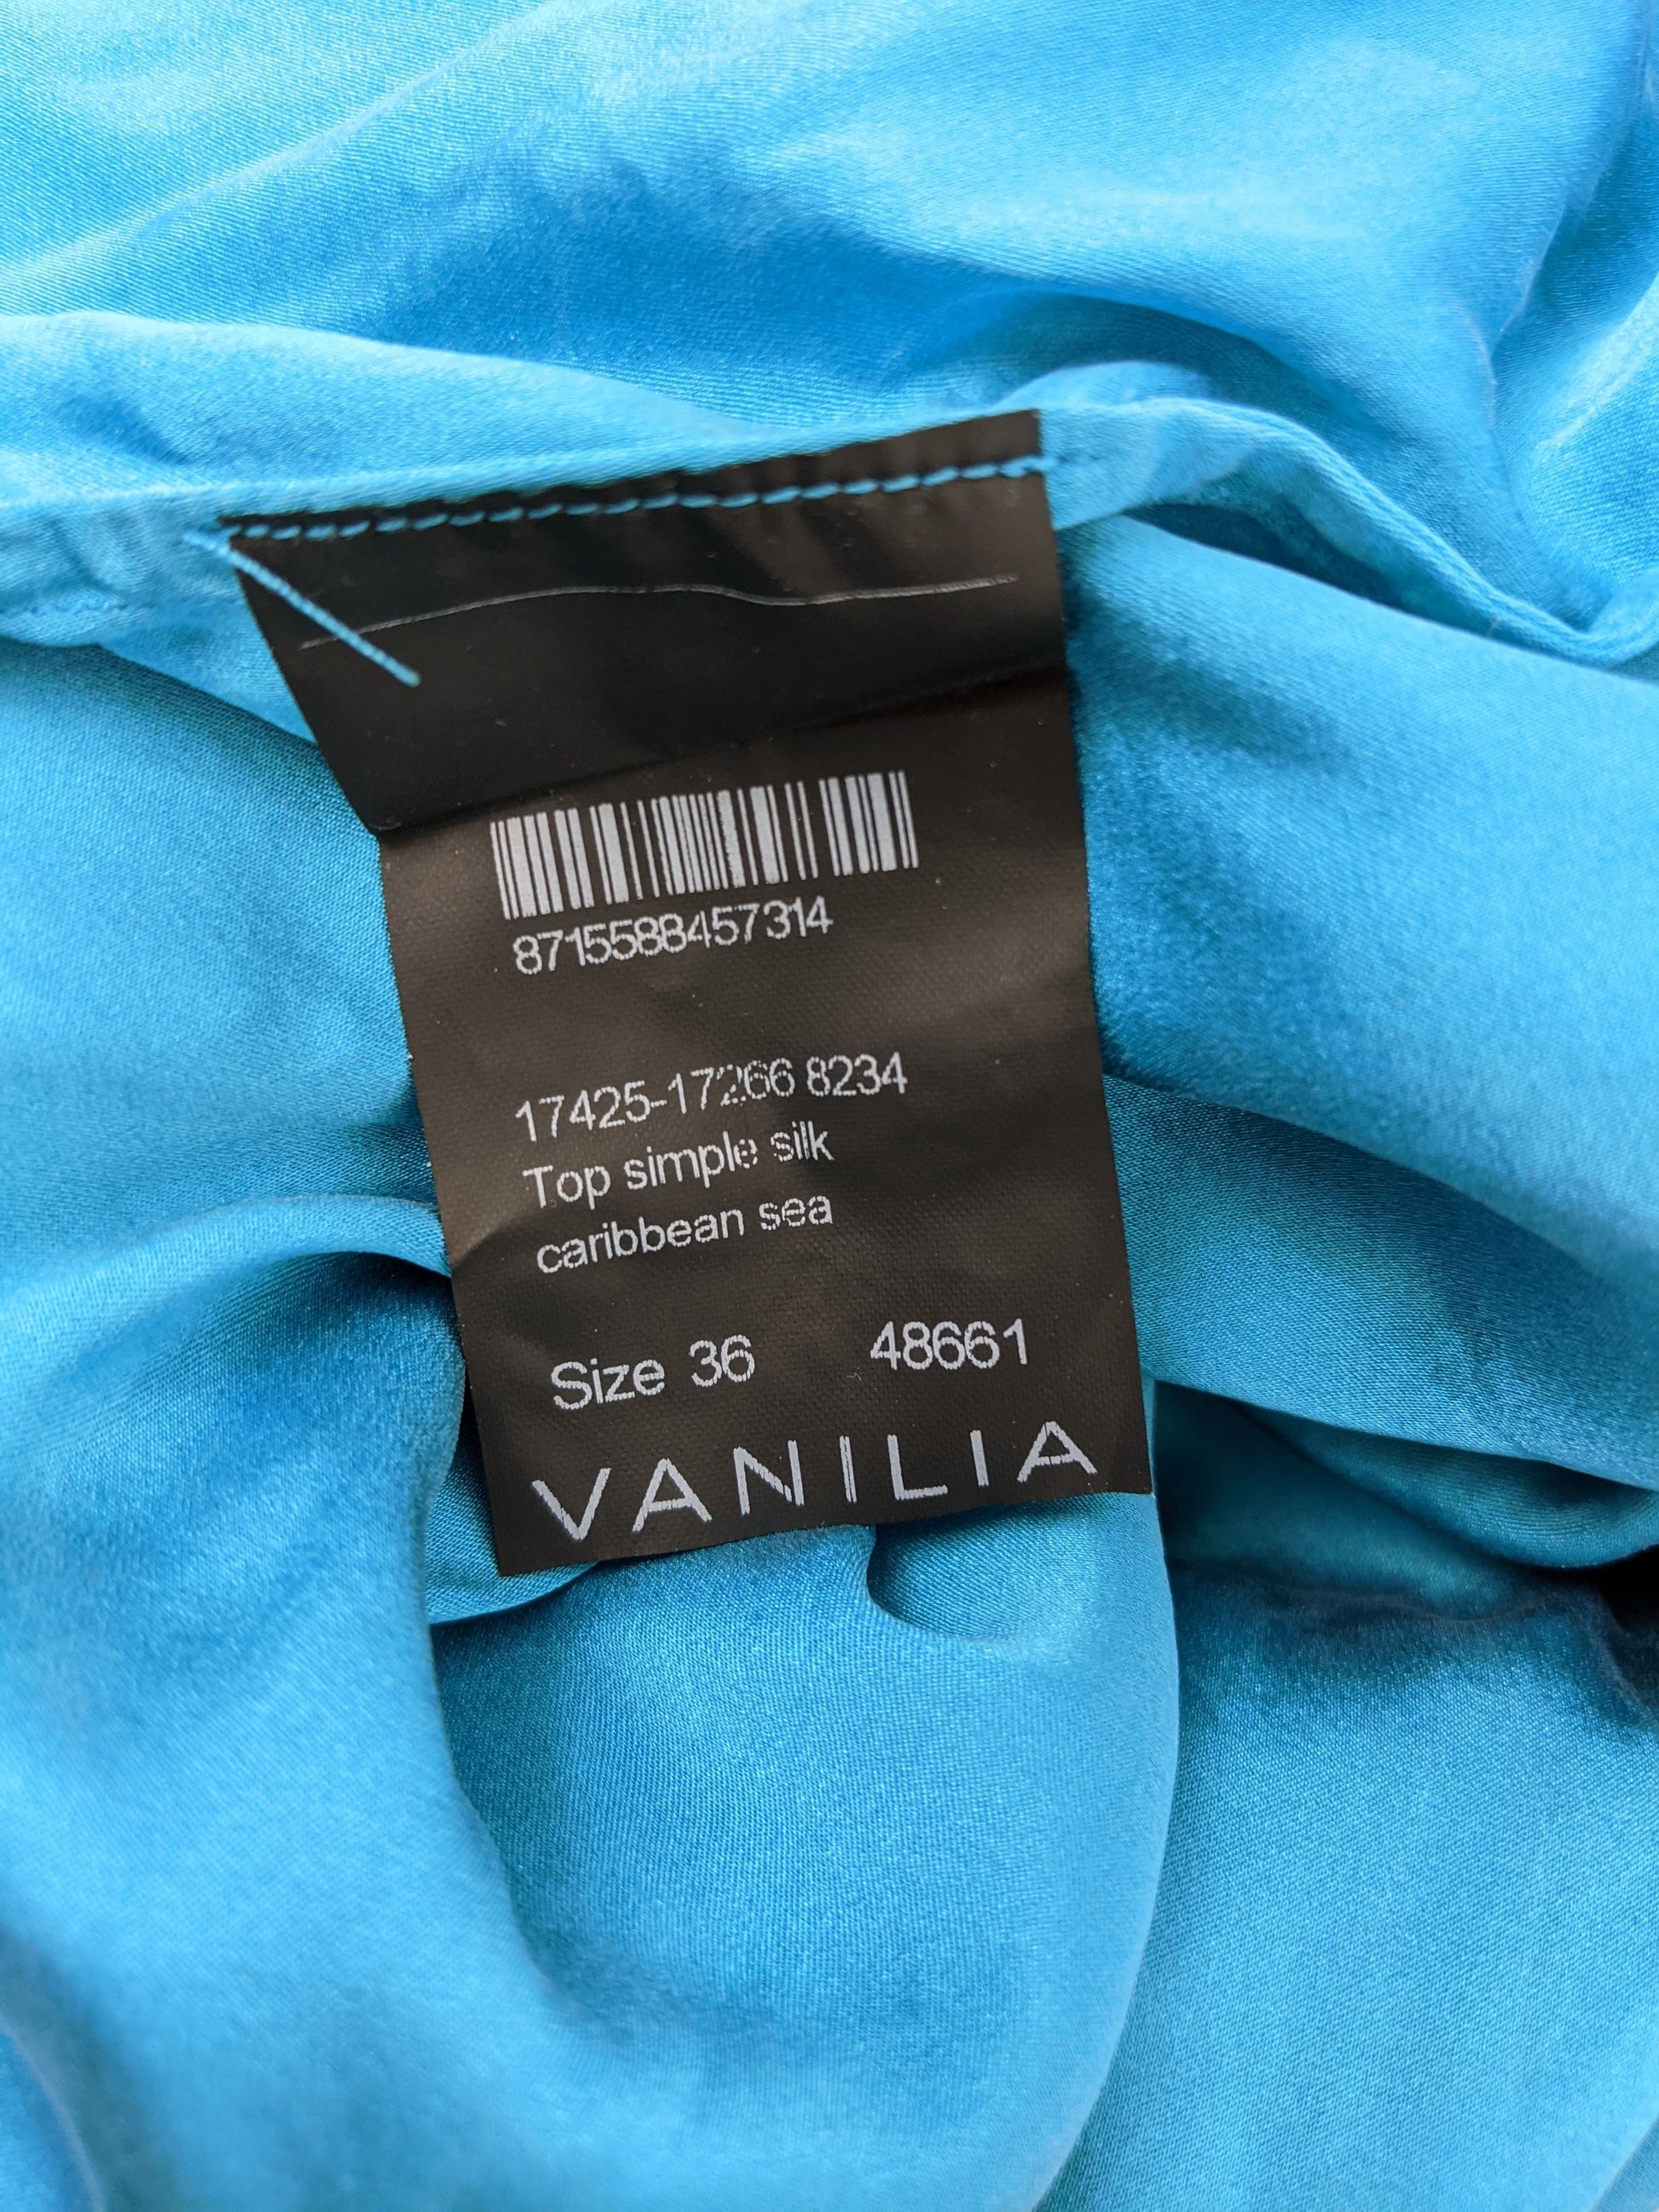 8715588457314
17425-17266 8234
Top simple silk
caribbean sea
Size 36 48661
VANILIA